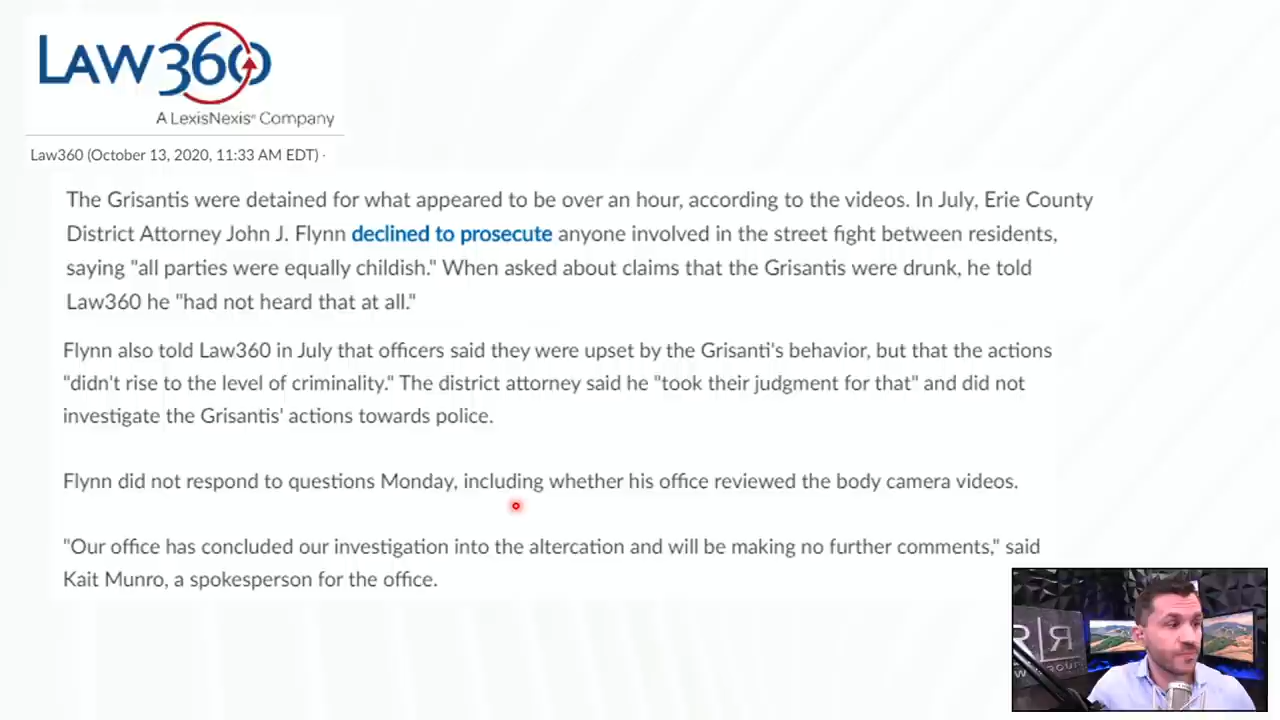 LAW360
A LexisNexis® Company
Law360 (October 13, 2020, 11:33 AM EDT) ·
The Grisantis were detained for what appeared to be over an hour, according to the videos. In July, Erie County
District Attorney John J. Flynn declined to prosecute anyone involved in the street fight between residents,
saying "all parties were equally childish." When asked about claims that the Grisantis were drunk, he told
Law360 he "had not heard that at all."
Flynn also told Law360 in July that officers said they were upset by the Grisanti's behavior, but that the actions
"didn't rise to the level of criminality." The district attorney said he "took their judgment for that" and did not
investigate the Grisantis' actions towards police.
Flynn did not respond to questions Monday, including whether his office reviewed the body camera videos.
"Our office has concluded our investigation into the altercation and will be making no further comments," said
Kait Munro, a spokesperson for the office.